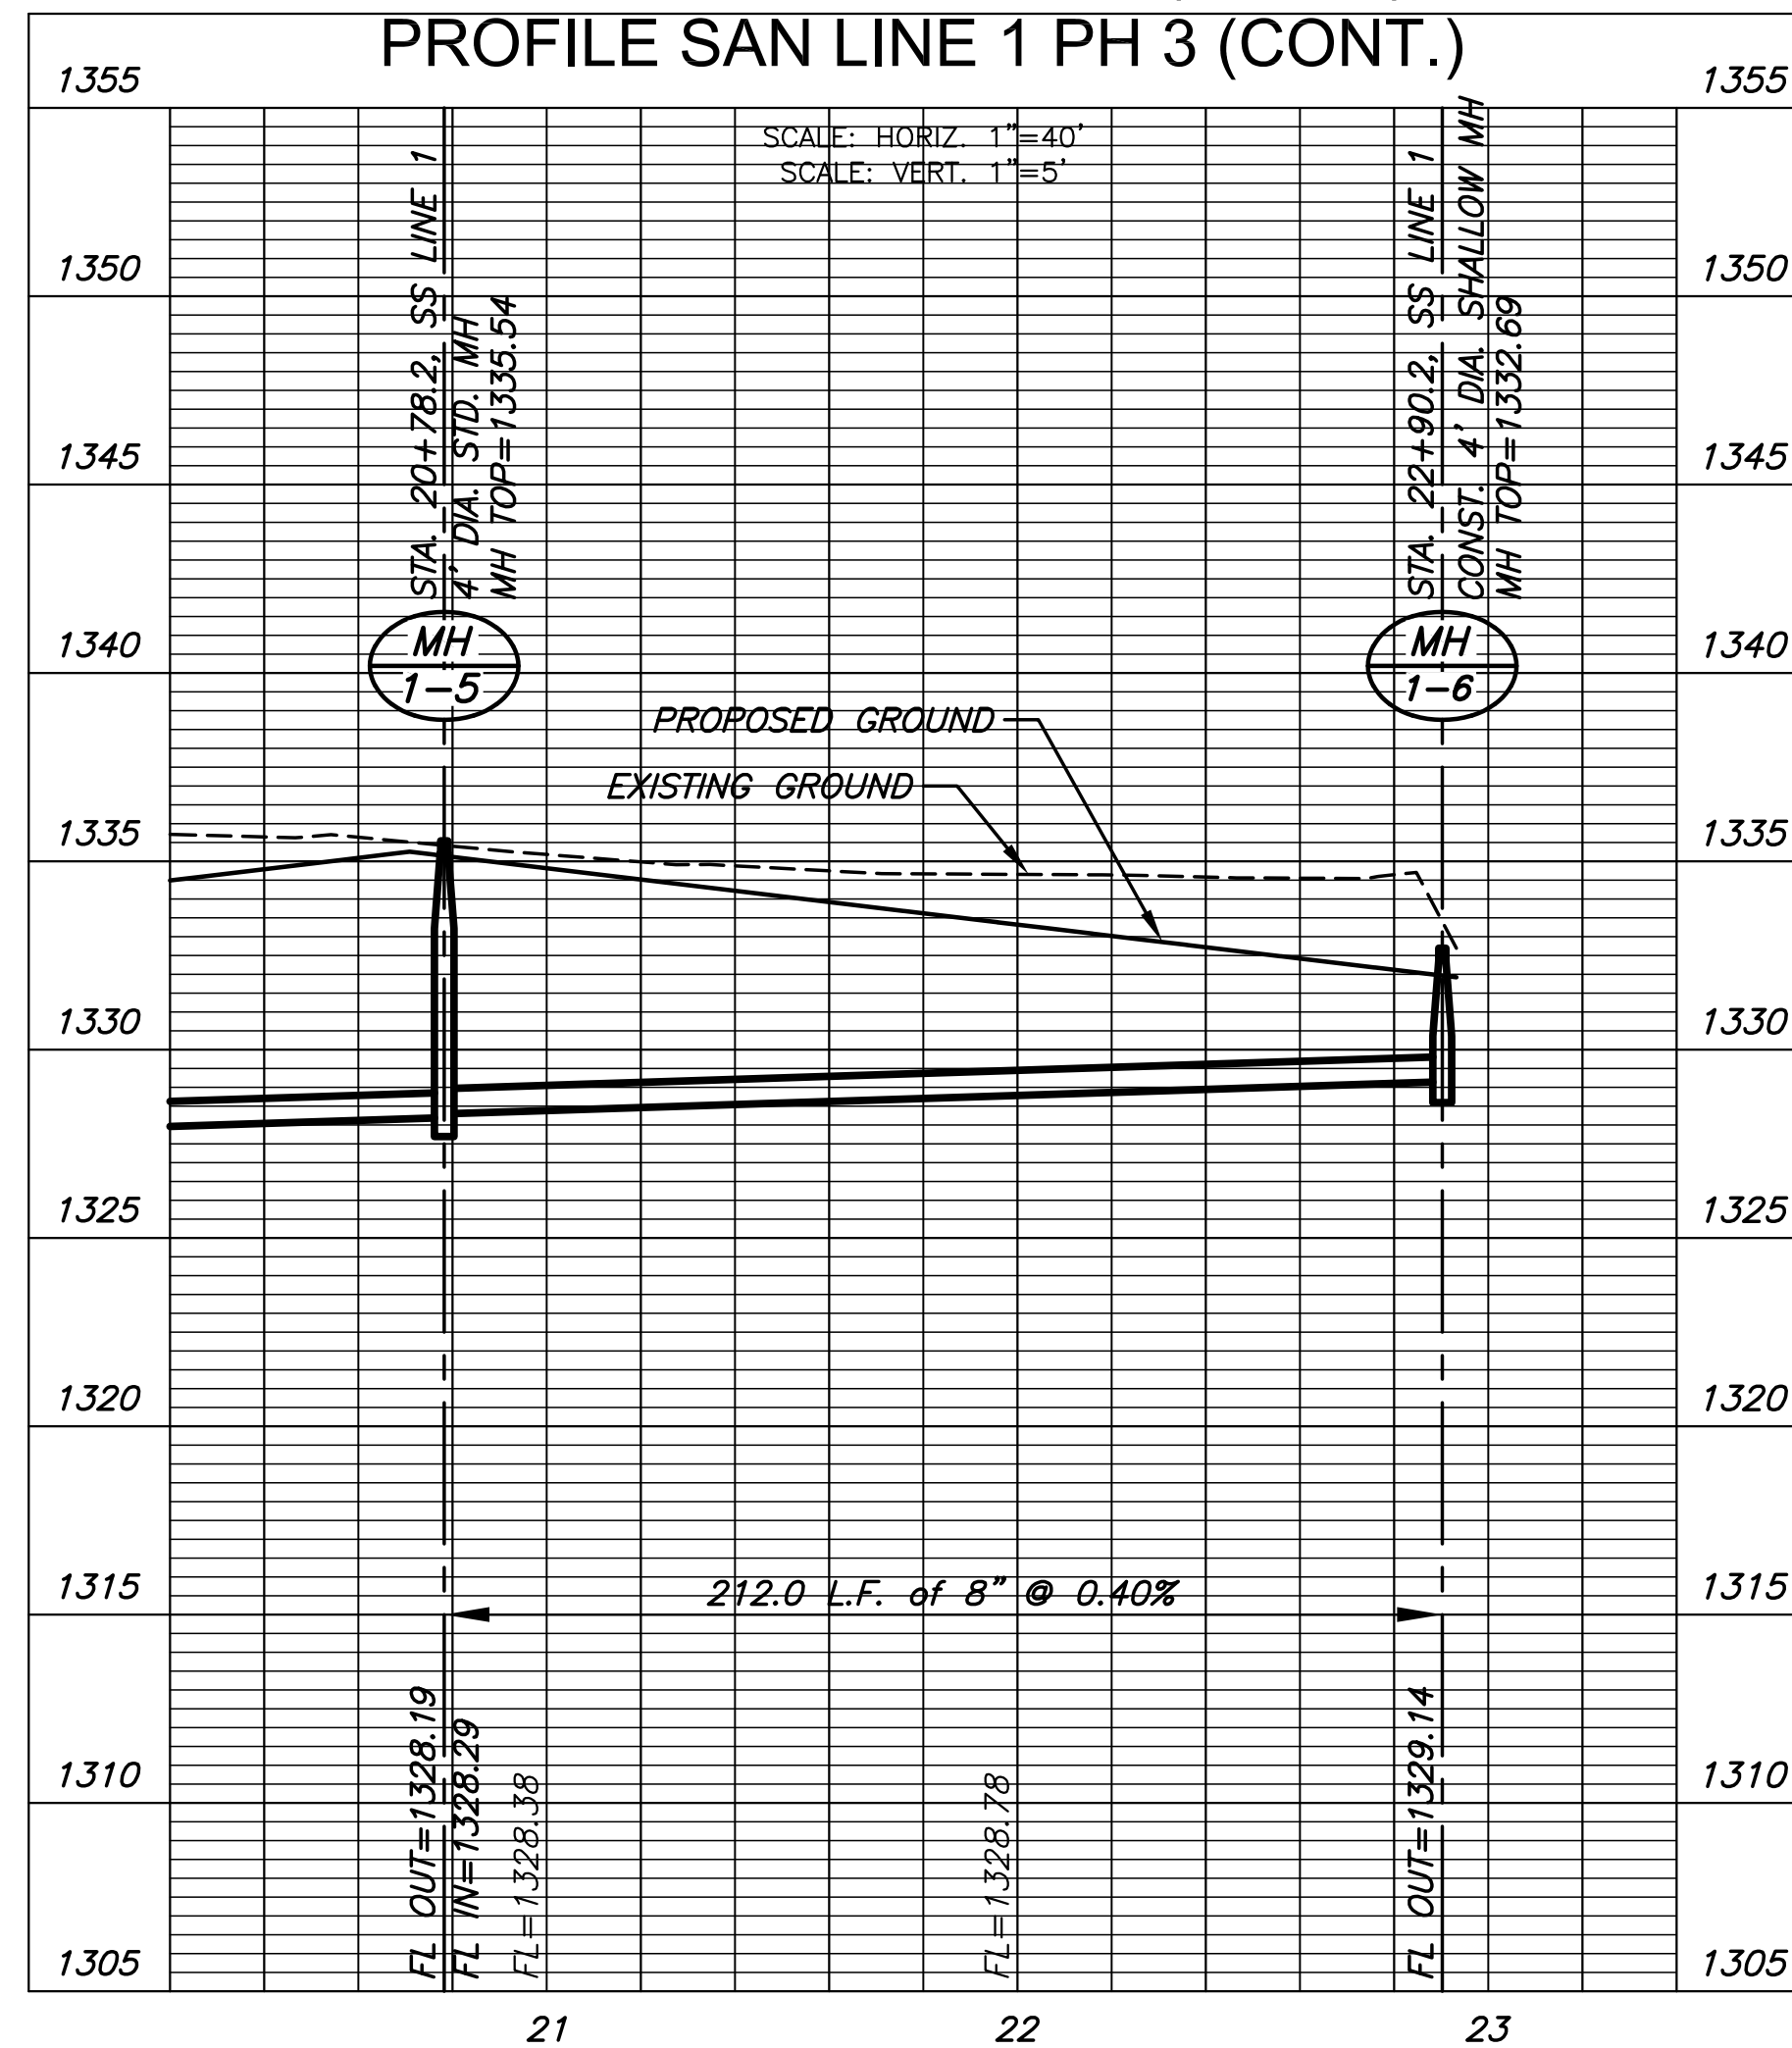 PROFILE SAN LINE 1 PH 3 (CONT.)
SCALE: HORIZ. 1"=40'
SCALE: VERT. 1"=5'
1355
1355
1350
1350
1345
1345
1340
1340
1335
1335
1330
1330
1325
1325
1320
1320
1315
1315
1310
1310
1305
1305
STA. 20+78.2, SS LINE 1
4' DIA. STD. MH
MH TOP=1335.54
MH
1-5
STA. 22+90.2, SS LINE 1
CONST. 4' DIA. SHALLOW MH
MH TOP=1332.69
MH
1-6
PROPOSED GROUND
EXISTING GROUND
212.0 L.F. of 8" @ 0.40%
FL OUT=1328.19
FL IN=1328.29
FL=1328.38
FL=1328.78
FL OUT=1329.14
21
22
23